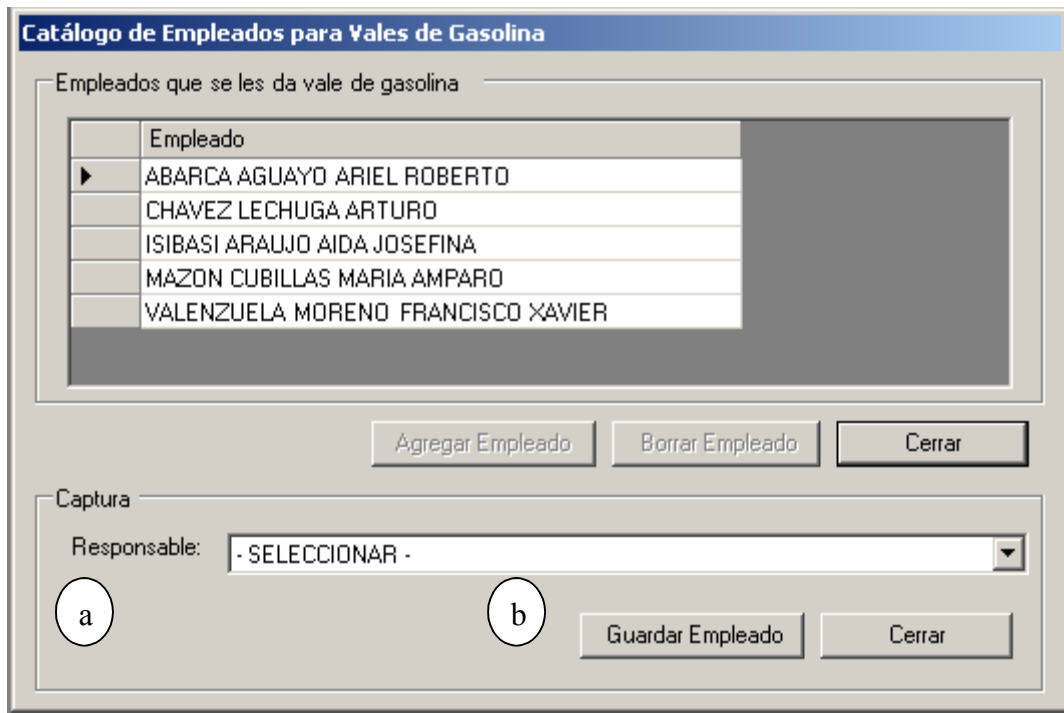 Catálogo de Empleados para Vales de Gasolina
Empleados que se les da vale de gasolina
Empleado
ABARCA AGUAYO ARIEL ROBERTO
CHAVEZ LECHUGA ARTURO
ISIBASI ARAUJO AIDA JOSEFINA
MAZON CUBILLAS MARIA AMPARO
VALENZUELA MORENO FRANCISCO XAVIER
Agregar Empleado Borrar Empleado Cerrar
Captura
Responsable: - SELECCIONAR -
a b
Guardar Empleado Cerrar